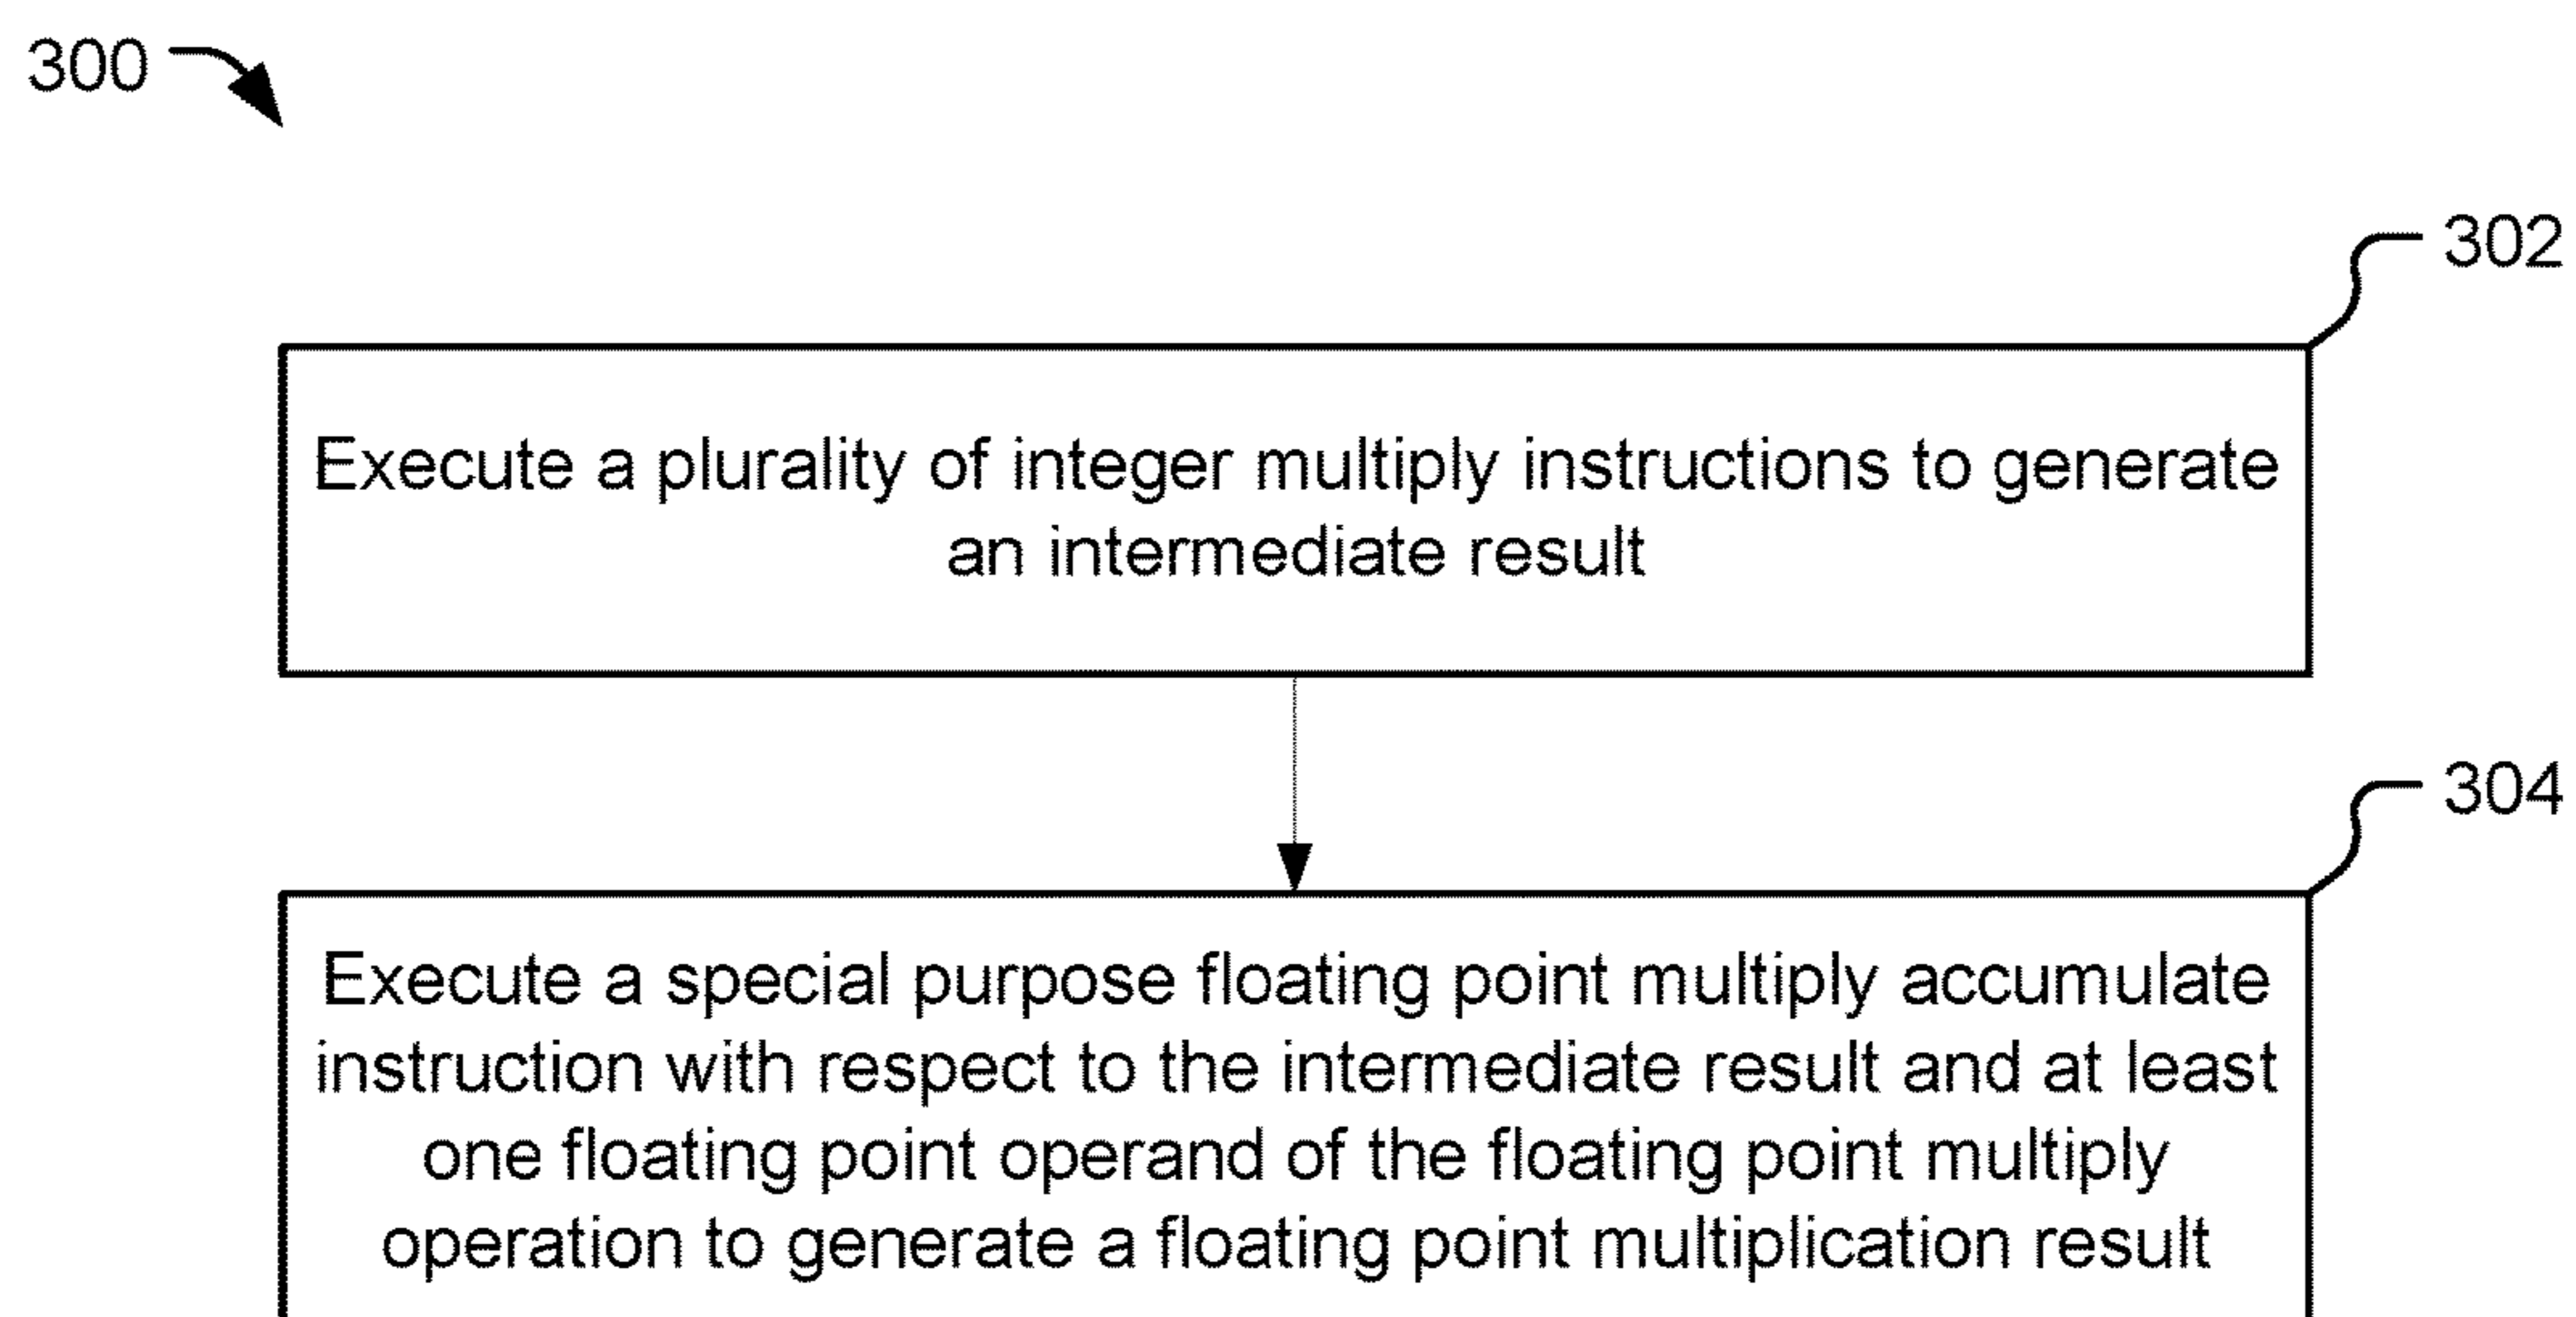 300
302
Execute a plurality of integer multiply instructions to generate
an intermediate result
304
Execute a special purpose floating point multiply accumulate
instruction with respect to the intermediate result and at least
one floating point operand of the floating point multiply
operation to generate a floating point multiplication result